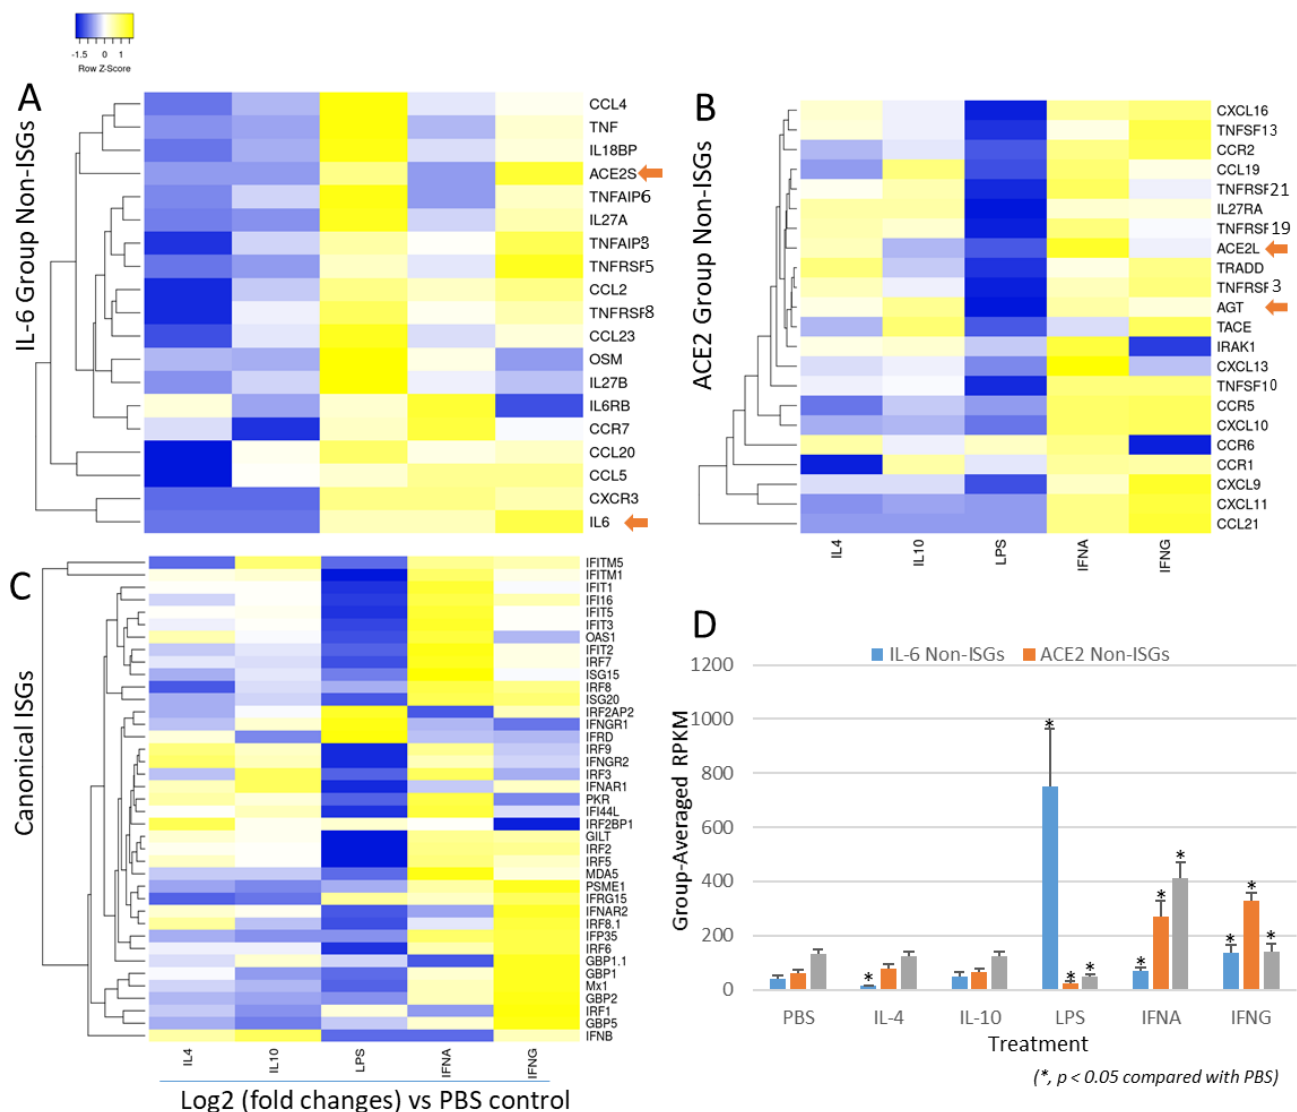 -1.5 0 1
Row Z-Score
A
IL-6 Group Non-ISGs
CCL4
TNF
IL18BP
ACE2S
TNFAIP6
IL27A
TNFAIP3
TNFRSF5
CCL2
TNFRSF8
CCL23
OSM
IL27B
IL6RB
CCR7
CCL20
CCL5
CXCR3
IL6
B
ACE2 Group Non-ISGs
CXCL16
TNFSF13
CCR2
CCL19
TNFRSF21
IL27RA
TNFRSF19
ACE2L
TRADD
TNFRSF3
AGT
TACE
IRAK1
CXCL13
TNFSF10
CCR5
CXCL10
CCR6
CCR1
CXCL9
CXCL11
CCL21
IL4 IL10 LPS IFNA IFNG
C
Canonical ISGs
IFITM5
IFITM1
IFIT1
IFI16
IFIT5
IFIT3
OAS1
IFIT2
IRF7
ISG15
IRF8
ISG20
IRF2AP2
IFNGR1
IFRD
IRF9
IFNGR2
IRF3
IFNAR1
PKR
IFI44L
IRF2BP1
GILT
IRF2
IRF5
MDA5
PSME1
IFRG15
IFNAR2
IRF8.1
IFP35
IRF6
GBP1.1
GBP1
Mx1
GBP2
IRF1
GBP5
IFNB
IL4 IL10 LPS IFNA IFNG
Log2 (fold changes) vs PBS control
D
IL-6 Non-ISGs ACE2 Non-ISGs
Group-Averaged RPKM
1200
1000
800
600
400
200
0
* * * * * * * * * *
PBS IL-4 IL-10 LPS IFNA IFNG
Treatment
(*, p < 0.05 compared with PBS)